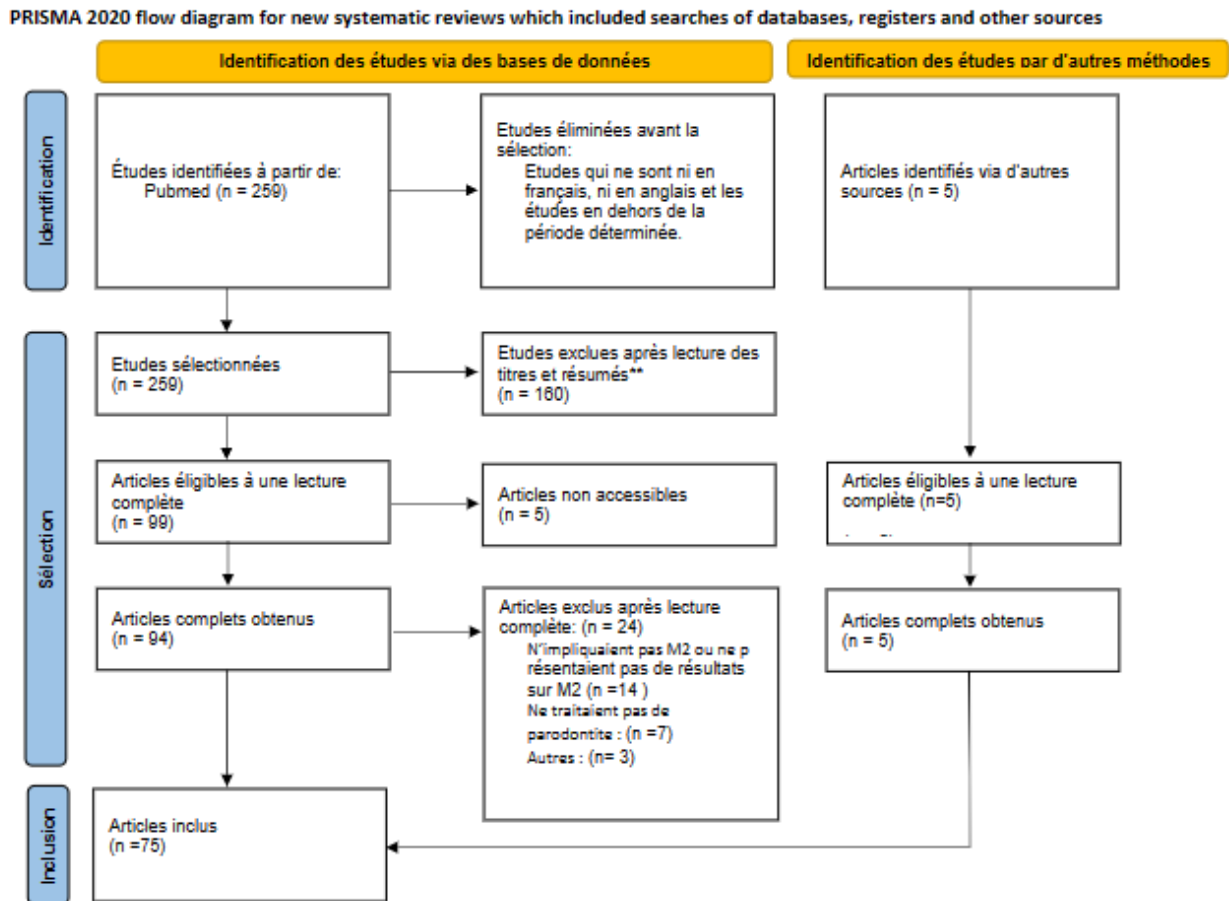 PRISMA 2020 flow diagram for new systematic reviews which included searches of databases, registers and other sources
Identification des études via des bases de données
Identification des études par d'autres méthodes
Identification
Études identifiées à partir de:
Pubmed (n = 259)
Etudes éliminées avant la
sélection:
Etudes qui ne sont ni en
français, ni en anglais et les
études en dehors de la
période déterminée.
Articles identifiés via d'autres
sources (n = 5)
Sélection
Etudes sélectionnées
(n = 259)
Etudes exclues après lecture des
titres et résumés**
(n = 160)
Articles éligibles à une lecture
complète
(n = 99)
Articles non accessibles
(n = 5)
Articles éligibles à une lecture
complète (n=5)
Articles complets obtenus
(n = 94)
Articles exclus après lecture
complète: (n = 24)
N'impliquaient pas M2 ou ne p
résentaient pas de résultats
sur M2 (n =14 )
Ne traitaient pas de
parodontite : (n =7)
Autres : (n= 3)
Articles complets obtenus
(n = 5)
Inclusion
Articles inclus
(n =75)